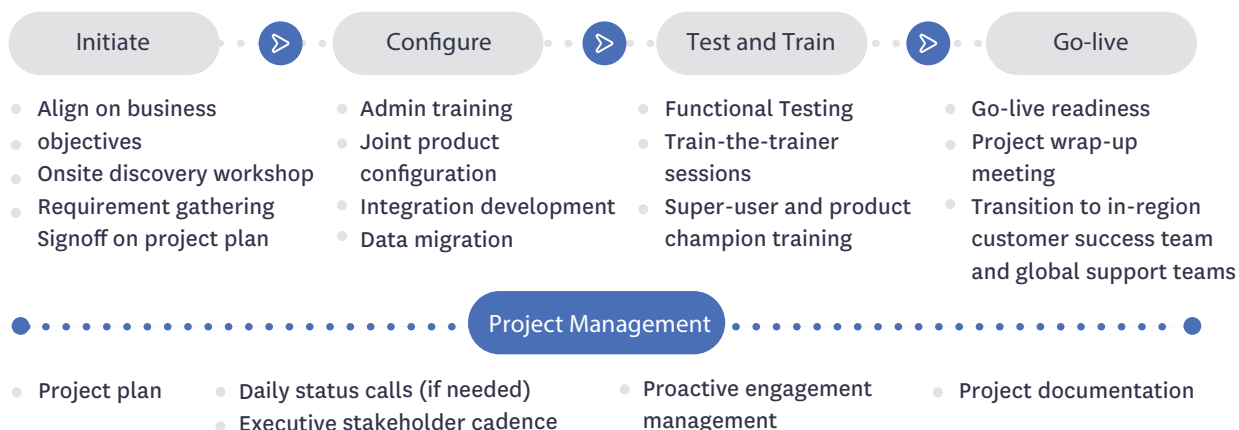 Initiate
Configure
Test and Train
Go-live
Align on business
objectives
Onsite discovery workshop
Requirement gathering
Signoff on project plan
Admin training
Joint product
configuration
Integration development
Data migration
Functional Testing
Train-the-trainer
sessions
Super-user and product
champion training
Go-live readiness
Project wrap-up
meeting
Transition to in-region
customer success team
and global support teams
Project Management
Project plan
Daily status calls (if needed)
Executive stakeholder cadence
Proactive engagement
management
Project documentation